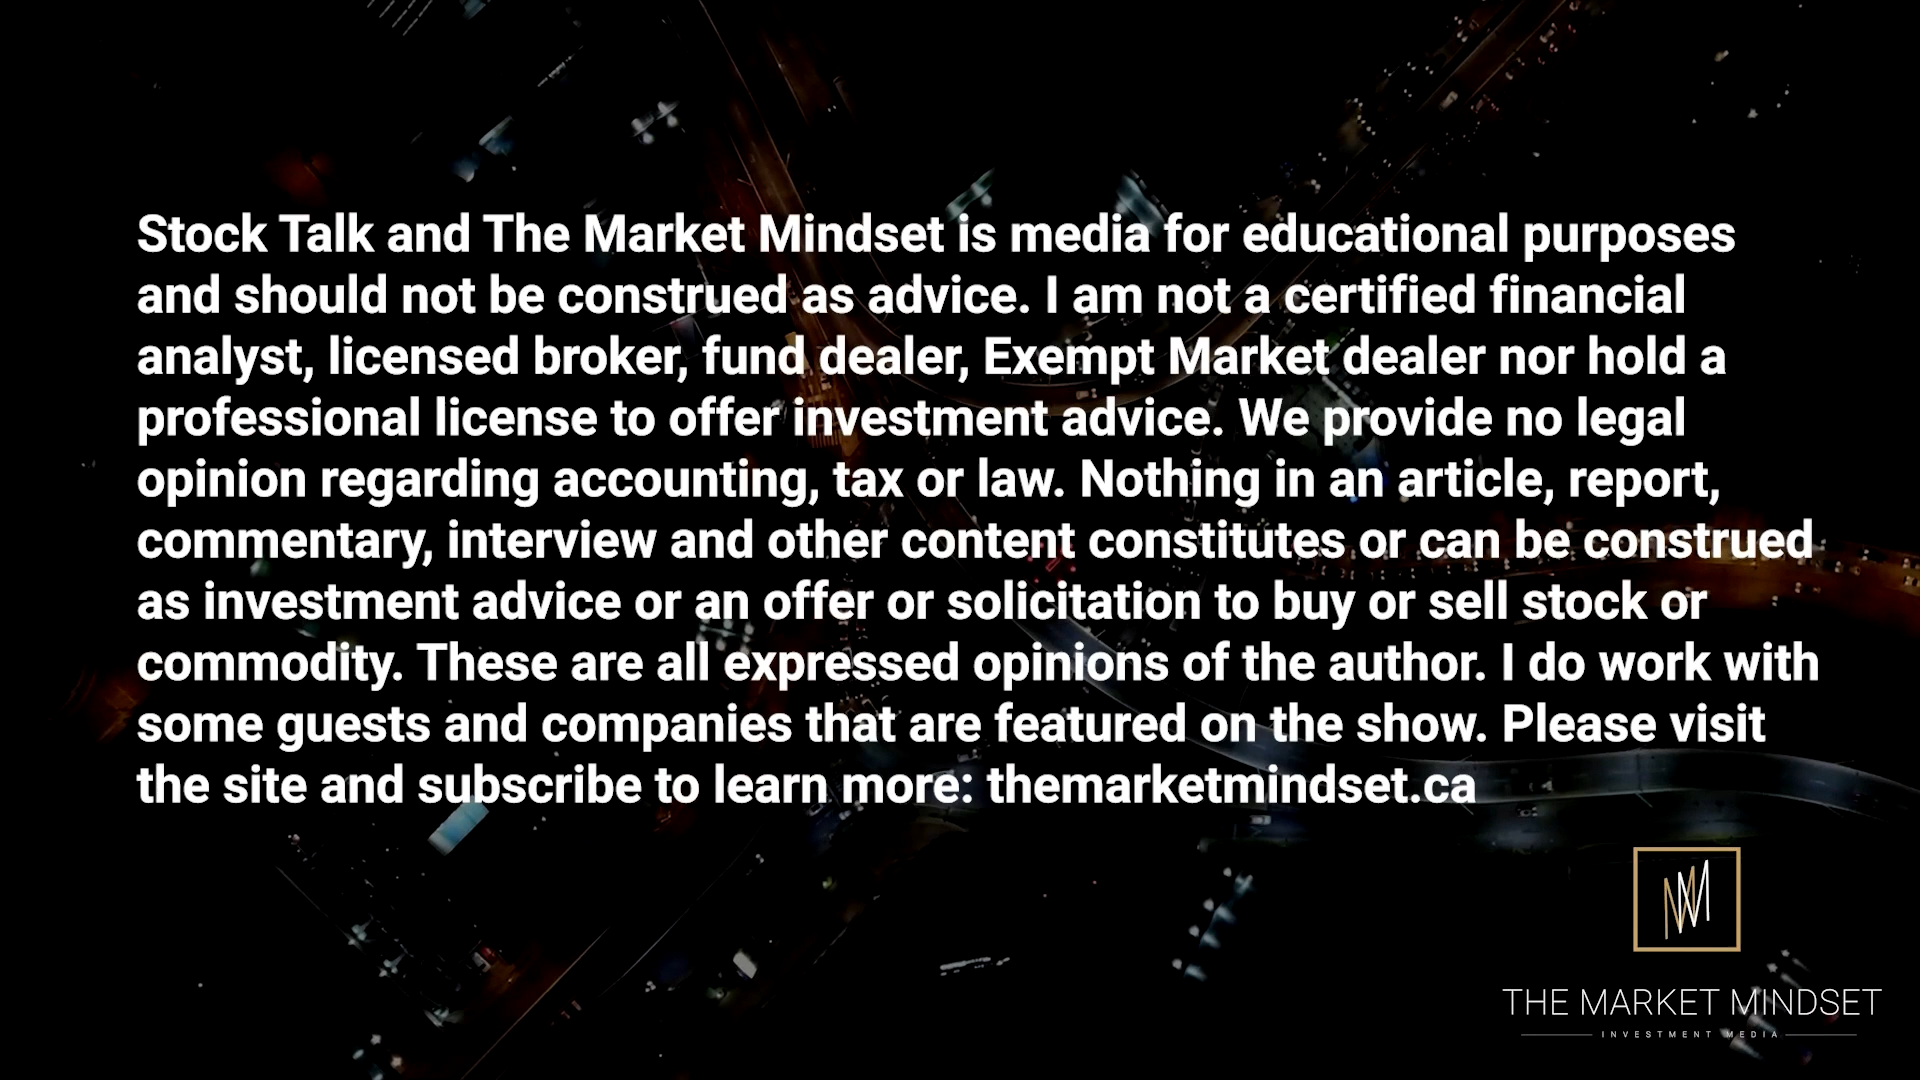 Stock Talk and The Market Mindset is media for educational purposes
and should not be construed as advice. I am not a certified financial
analyst, licensed broker, fund dealer, Exempt Market dealer nor hold a
professional license to offer investment advice. We provide no legal
opinion regarding accounting, tax or law. Nothing in an article, report,
commentary, interview and other content constitutes or can be construed
as investment advice or an offer or solicitation to buy or sell stock or
commodity. These are all expressed opinions of the author. I do work with
some guests and companies that are featured on the show. Please visit
the site and subscribe to learn more: themarketmindset.ca
THE MARKET MINDSET
INVESTMENT MEDIA